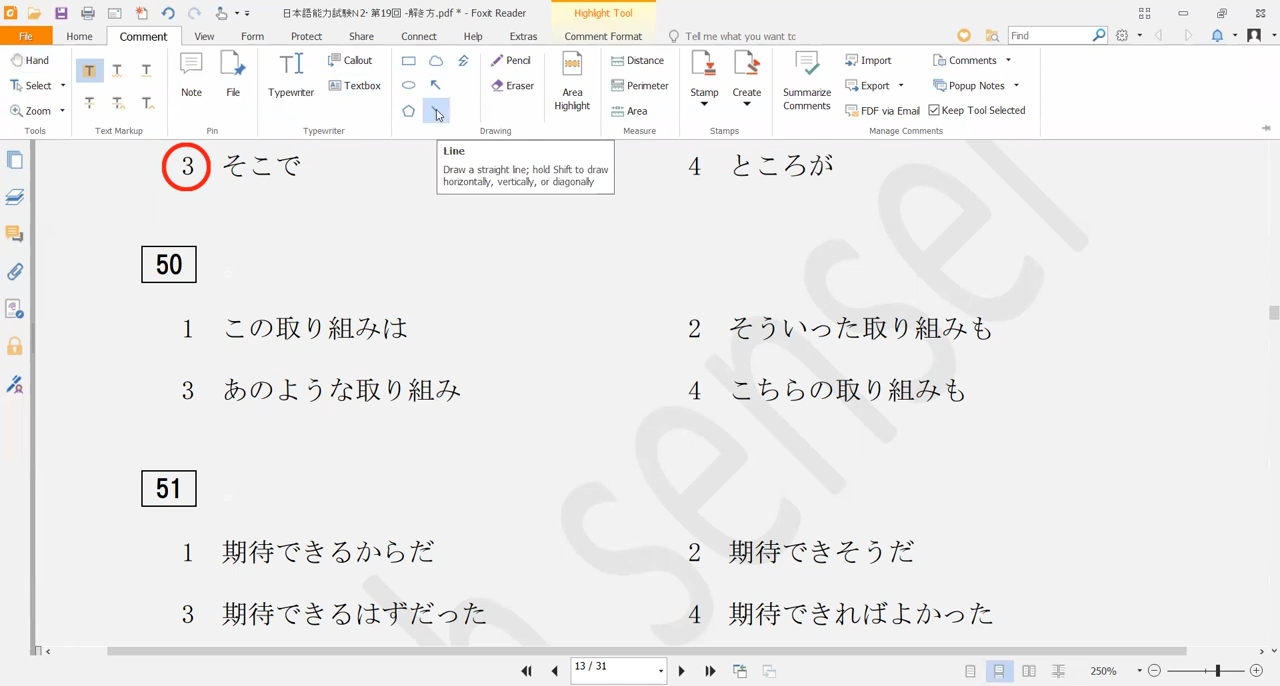 日本語能力試験N2・第19回 -解き方.pdf * - Foxit Reader
Highlight Tool
File Home Comment View Form Protect Share Connect Help Extras Comment Format Tell me what you want tc Find
Hand Select Zoom Tools
Text Markup
Note File Pin
Typewriter Callout Textbox Typewriter
Pencil Eraser Drawing
Area Highlight
Distance Perimeter Area Measure
Stamp Create Stamps
Summarize Comments Import Export FDF via Email Comments Popup Notes Keep Tool Selected Manage Comments
Line
Draw a straight line; hold Shift to draw
horizontally, vertically, or diagonally
3 そこで 4 ところが
50
1 この取り組みは 2 そういった取り組みも
3 あのような取り組み 4 こちらの取り組みも
51
1 期待できるからだ 2 期待できそうだ
3 期待できるはずだった 4 期待できればよかった
h sensei
13 / 31 250%